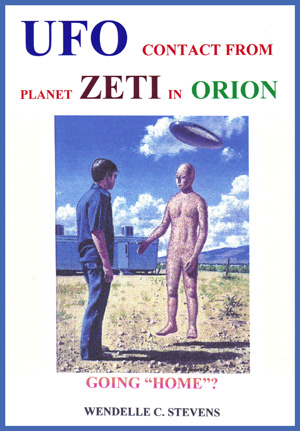 UFO CONTACT FROM
PLANET ZETI IN ORION
GOING “HOME”?
WENDELLE C. STEVENS